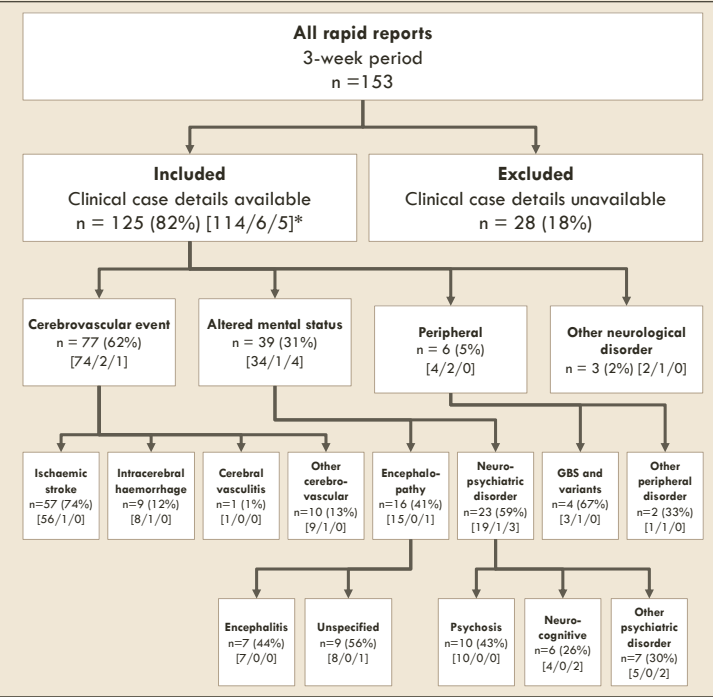 All rapid reports
3-week period
n =153
Included
Clinical case details available
n = 125 (82%) [114/6/5]*
Excluded
Clinical case details unavailable
n = 28 (18%)
Cerebrovascular event
n = 77 (62%)
[74/2/1]
Altered mental status
n = 39 (31%)
[34/1/4]
Peripheral
n = 6 (5%)
[4/2/0]
Other neurological
disorder
n = 3 (2%) [2/1/0]
Ischaemic
stroke
n=57 (74%)
[56/1/0]
Intracerebral
haemorrhage
n=9 (12%)
[8/1/0]
Cerebral
vasculitis
n=1 (1%)
[1/0/0]
Other
cerebro-
vascular
n=10 (13%)
[9/1/0]
Encephalo-
pathy
n=16 (41%)
[15/0/1]
Neuro-
psychiatric
disorder
n=23 (59%)
[19/1/3]
GBS and
variants
n=4 (67%)
[3/1/0]
Other
peripheral
disorder
n=2 (33%)
[1/1/0]
Encephalitis
n=7 (44%)
[7/0/0]
Unspecified
n=9 (56%)
[8/0/1]
Psychosis
n=10 (43%)
[10/0/0]
Neuro-
cognitive
n=6 (26%)
[4/0/2]
Other
psychiatric
disorder
n=7 (30%)
[5/0/2]